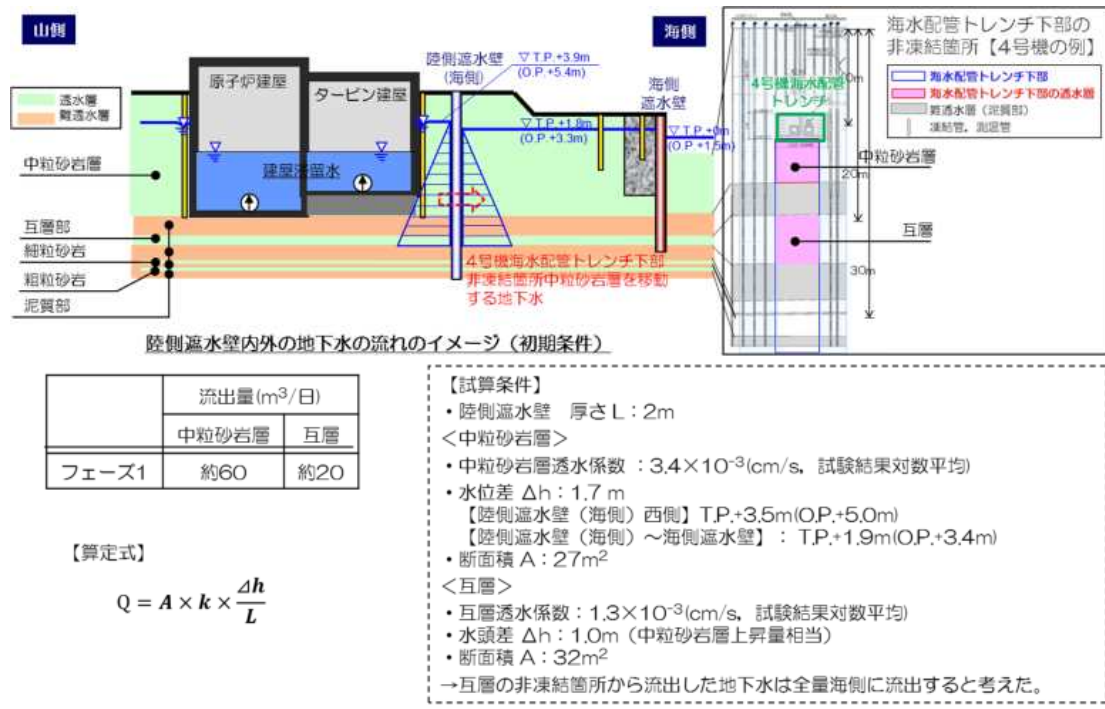 山側
海側
海水配管トレンチ下部の
非凍結箇所【4号機の例】
透水層
難透水層
原子炉建屋
タービン建屋
陸側遮水壁
(海側)
▽T.P.+3.9m
(O.P.+5.4m)
海側
遮水壁
▽T.P.+1.8m
(O.P.+3.3m)
▽T.P.+0m
(O.P.+1.5m)
建屋滞留水
中粒砂岩層
互層部
細粒砂岩
粗粒砂岩
泥質部
4号機海水配管トレンチ下部
非凍結箇所中粒砂岩層を移動
する地下水
4号機海水配管
トレンチ
海水配管トレンチ下部
海水配管トレンチ下部の透水層
難透水層（泥質部）
凍結管，測温管
中粒砂岩層
20m
互層
30m
陸側遮水壁内外の地下水の流れのイメージ（初期条件）
流出量(m³/日)
中粒砂岩層 互層
フェーズ1 約60 約20
【算定式】
Q = A × k × Δh/L
【試算条件】
・陸側遮水壁　厚さL：2m
＜中粒砂岩層＞
・中粒砂岩層透水係数：3.4×10⁻³(cm/s，試験結果対数平均)
・水位差 Δh：1.7 m
【陸側遮水壁（海側）西側】T.P.+3.5m(O.P.+5.0m)
【陸側遮水壁（海側）～海側遮水壁】：T.P.+1.9m(O.P.+3.4m)
・断面積 A：27m²
＜互層＞
・互層透水係数：1.3×10⁻³(cm/s，試験結果対数平均)
・水頭差 Δh：1.0m（中粒砂岩層上昇量相当）
・断面積 A：32m²
→互層の非凍結箇所から流出した地下水は全量海側に流出すると考えた。